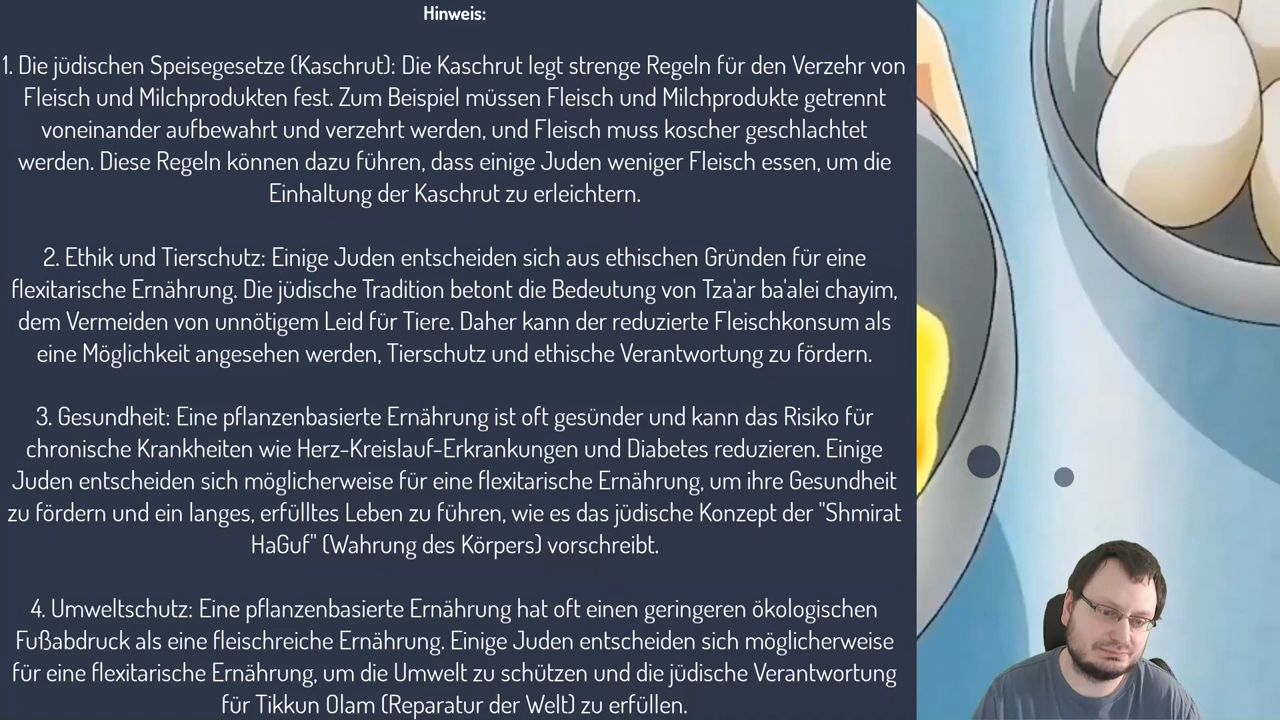 Hinweis:
1. Die jüdischen Speisegesetze (Kaschrut): Die Kaschrut legt strenge Regeln für den Verzehr von
Fleisch und Milchprodukten fest. Zum Beispiel müssen Fleisch und Milchprodukte getrennt
voneinander aufbewahrt und verzehrt werden, und Fleisch muss koscher geschlachtet
werden. Diese Regeln können dazu führen, dass einige Juden weniger Fleisch essen, um die
Einhaltung der Kaschrut zu erleichtern.
2. Ethik und Tierschutz: Einige Juden entscheiden sich aus ethischen Gründen für eine
flexitarische Ernährung. Die jüdische Tradition betont die Bedeutung von Tza'ar ba'alei chayim,
dem Vermeiden von unnötigem Leid für Tiere. Daher kann der reduzierte Fleischkonsum als
eine Möglichkeit angesehen werden, Tierschutz und ethische Verantwortung zu fördern.
3. Gesundheit: Eine pflanzenbasierte Ernährung ist oft gesünder und kann das Risiko für
chronische Krankheiten wie Herz-Kreislauf-Erkrankungen und Diabetes reduzieren. Einige
Juden entscheiden sich möglicherweise für eine flexitarische Ernährung, um ihre Gesundheit
zu fördern und ein langes, erfülltes Leben zu führen, wie es das jüdische Konzept der "Shmirat
HaGuf" (Wahrung des Körpers) vorschreibt.
4. Umweltschutz: Eine pflanzenbasierte Ernährung hat oft einen geringeren ökologischen
Fußabdruck als eine fleischreiche Ernährung. Einige Juden entscheiden sich möglicherweise
für eine flexitarische Ernährung, um die Umwelt zu schützen und die jüdische Verantwortung
für Tikkun Olam (Reparatur der Welt) zu erfüllen.